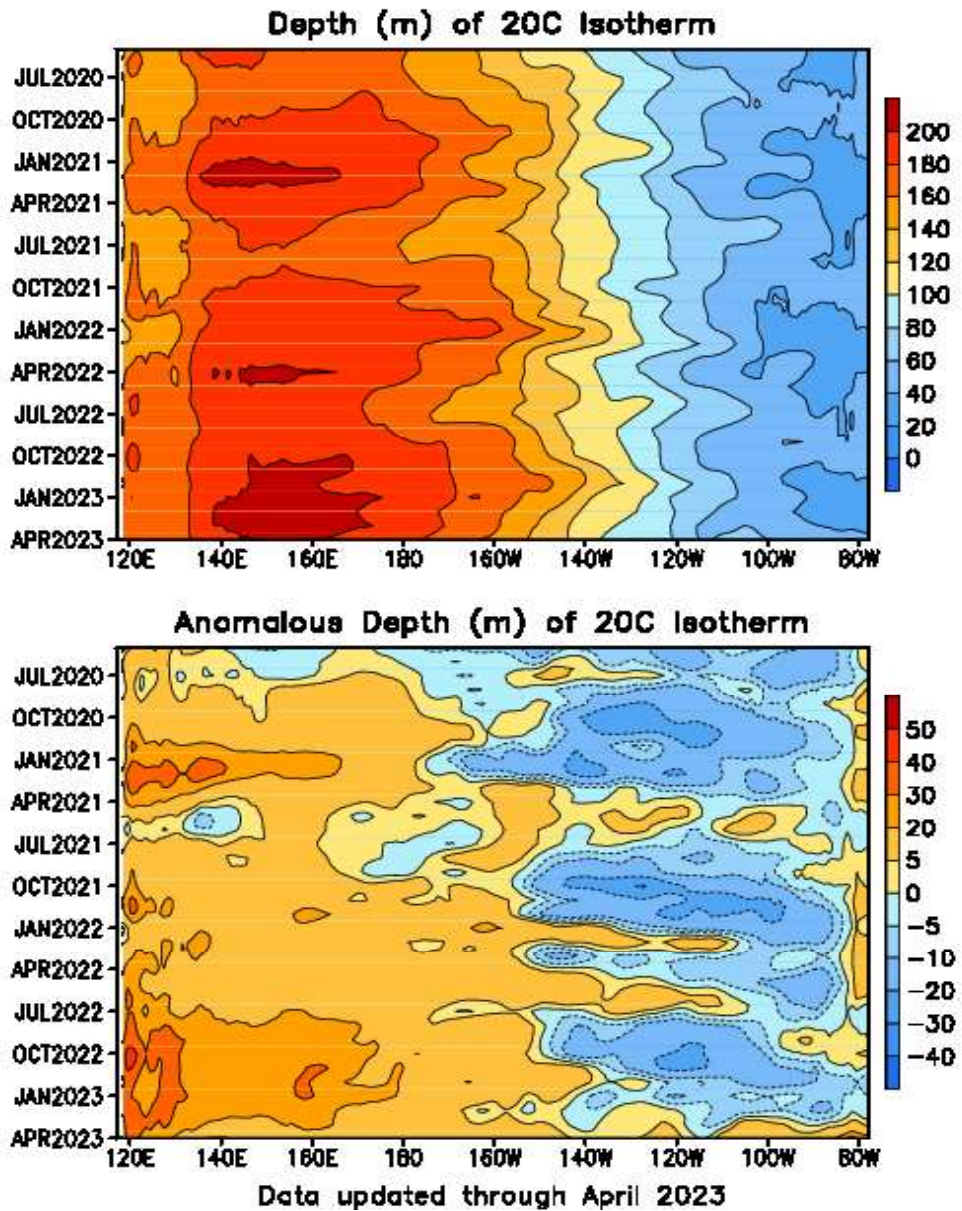 Depth (m) of 20C Isotherm
JUL2020
OCT2020
JAN2021
APR2021
JUL2021
OCT2021
JAN2022
APR2022
JUL2022
OCT2022
JAN2023
APR2023
120E 140E 160E 180 160W 140W 120W 100W 80W
200
180
160
140
120
100
80
60
40
20
0
Anomalous Depth (m) of 20C Isotherm
JUL2020
OCT2020
JAN2021
APR2021
JUL2021
OCT2021
JAN2022
APR2022
JUL2022
OCT2022
JAN2023
APR2023
120E 140E 160E 180 160W 140W 120W 100W 80W
50
40
30
20
5
0
-5
-10
-20
-30
-40
Data updated through April 2023